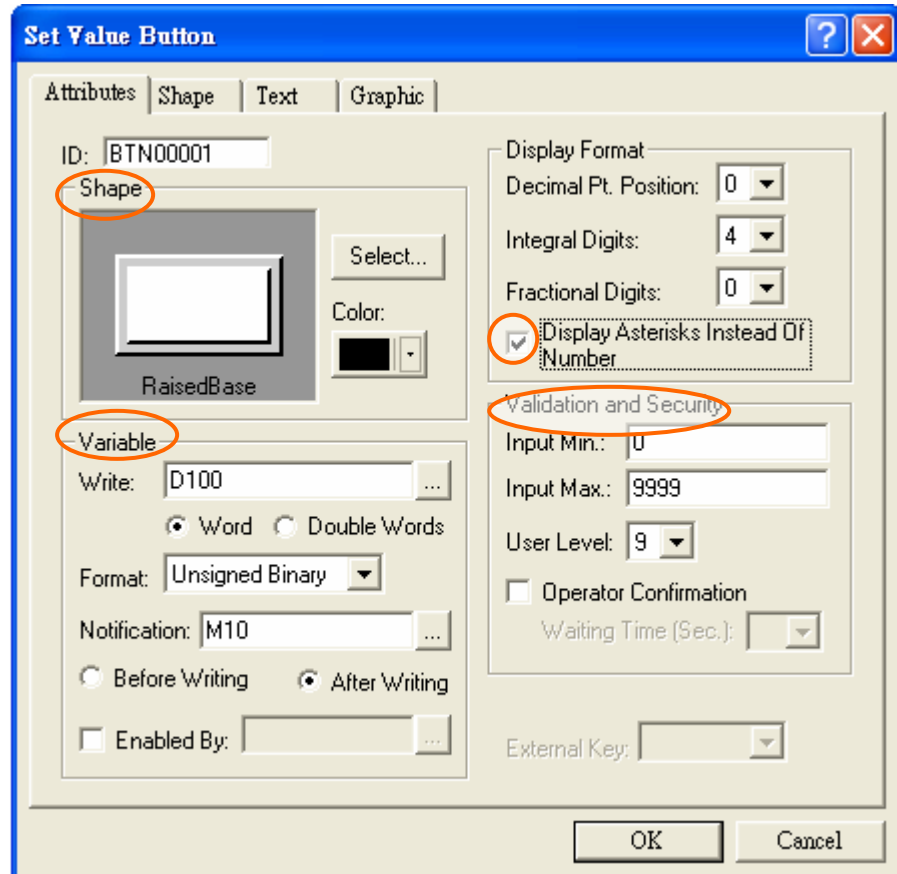 Set Value Button
Attributes Shape Text Graphic
ID: BTN00001
Shape
Select...
Color:
RaisedBase
Variable
Write: D100 ...
Word Double Words
Format: Unsigned Binary
Notification: M10 ...
Before Writing After Writing
Enabled By: ...
Display Format
Decimal Pt. Position: 0
Integral Digits: 4
Fractional Digits: 0
Display Asterisks Instead Of
Number
Validation and Security
Input Min.: 0
Input Max.: 9999
User Level: 9
Operator Confirmation
Waiting Time (Sec.):
External Key:
OK Cancel